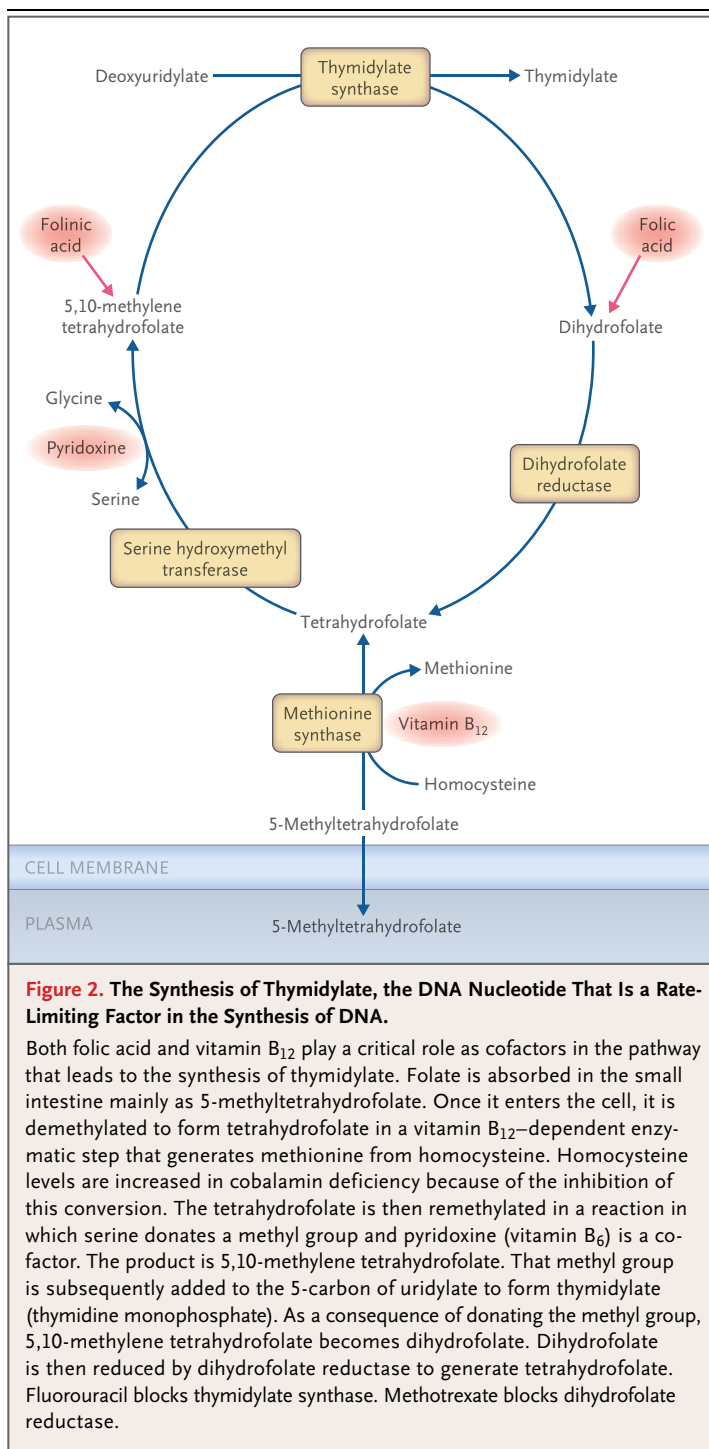 Deoxyuridylate
Thymidylate
synthase
Thymidylate
Folinic
acid
Folic
acid
5,10-methylene
tetrahydrofolate
Dihydrofolate
Glycine
Pyridoxine
Serine
Dihydrofolate
reductase
Serine hydroxymethyl
transferase
Tetrahydrofolate
Methionine
Methionine
synthase
Vitamin B12
Homocysteine
5-Methyltetrahydrofolate
CELL MEMBRANE
PLASMA
5-Methyltetrahydrofolate
Figure 2. The Synthesis of Thymidylate, the DNA Nucleotide That Is a Rate-
Limiting Factor in the Synthesis of DNA.
Both folic acid and vitamin B12 play a critical role as cofactors in the pathway
that leads to the synthesis of thymidylate. Folate is absorbed in the small
intestine mainly as 5-methyltetrahydrofolate. Once it enters the cell, it is
demethylated to form tetrahydrofolate in a vitamin B12–dependent enzy-
matic step that generates methionine from homocysteine. Homocysteine
levels are increased in cobalamin deficiency because of the inhibition of
this conversion. The tetrahydrofolate is then remethylated in a reaction in
which serine donates a methyl group and pyridoxine (vitamin B6) is a co-
factor. The product is 5,10-methylene tetrahydrofolate. That methyl group
is subsequently added to the 5-carbon of uridylate to form thymidylate
(thymidine monophosphate). As a consequence of donating the methyl group,
5,10-methylene tetrahydrofolate becomes dihydrofolate. Dihydrofolate
is then reduced by dihydrofolate reductase to generate tetrahydrofolate.
Fluorouracil blocks thymidylate synthase. Methotrexate blocks dihydrofolate
reductase.